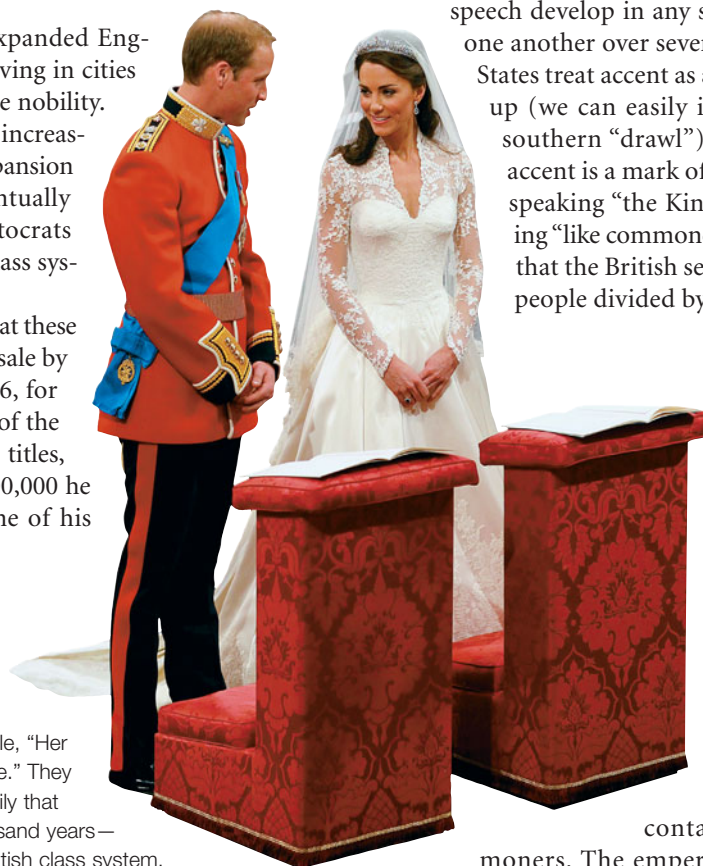 xpanded Eng-
ving in cities
e nobility.
increas-
pansion
ntually
tocrats
ass sys-
at these
sale by
6, for
of the
titles,
0,000 he
ne of his
le, “Her
e.” They
ily that
sand years—
tish class system.
speech develop in any s
one another over sever
States treat accent as a
up (we can easily i
southern “drawl”)
accent is a mark of
speaking “the Kin
ing “like common
that the British se
people divided by
conta
moners. The emper